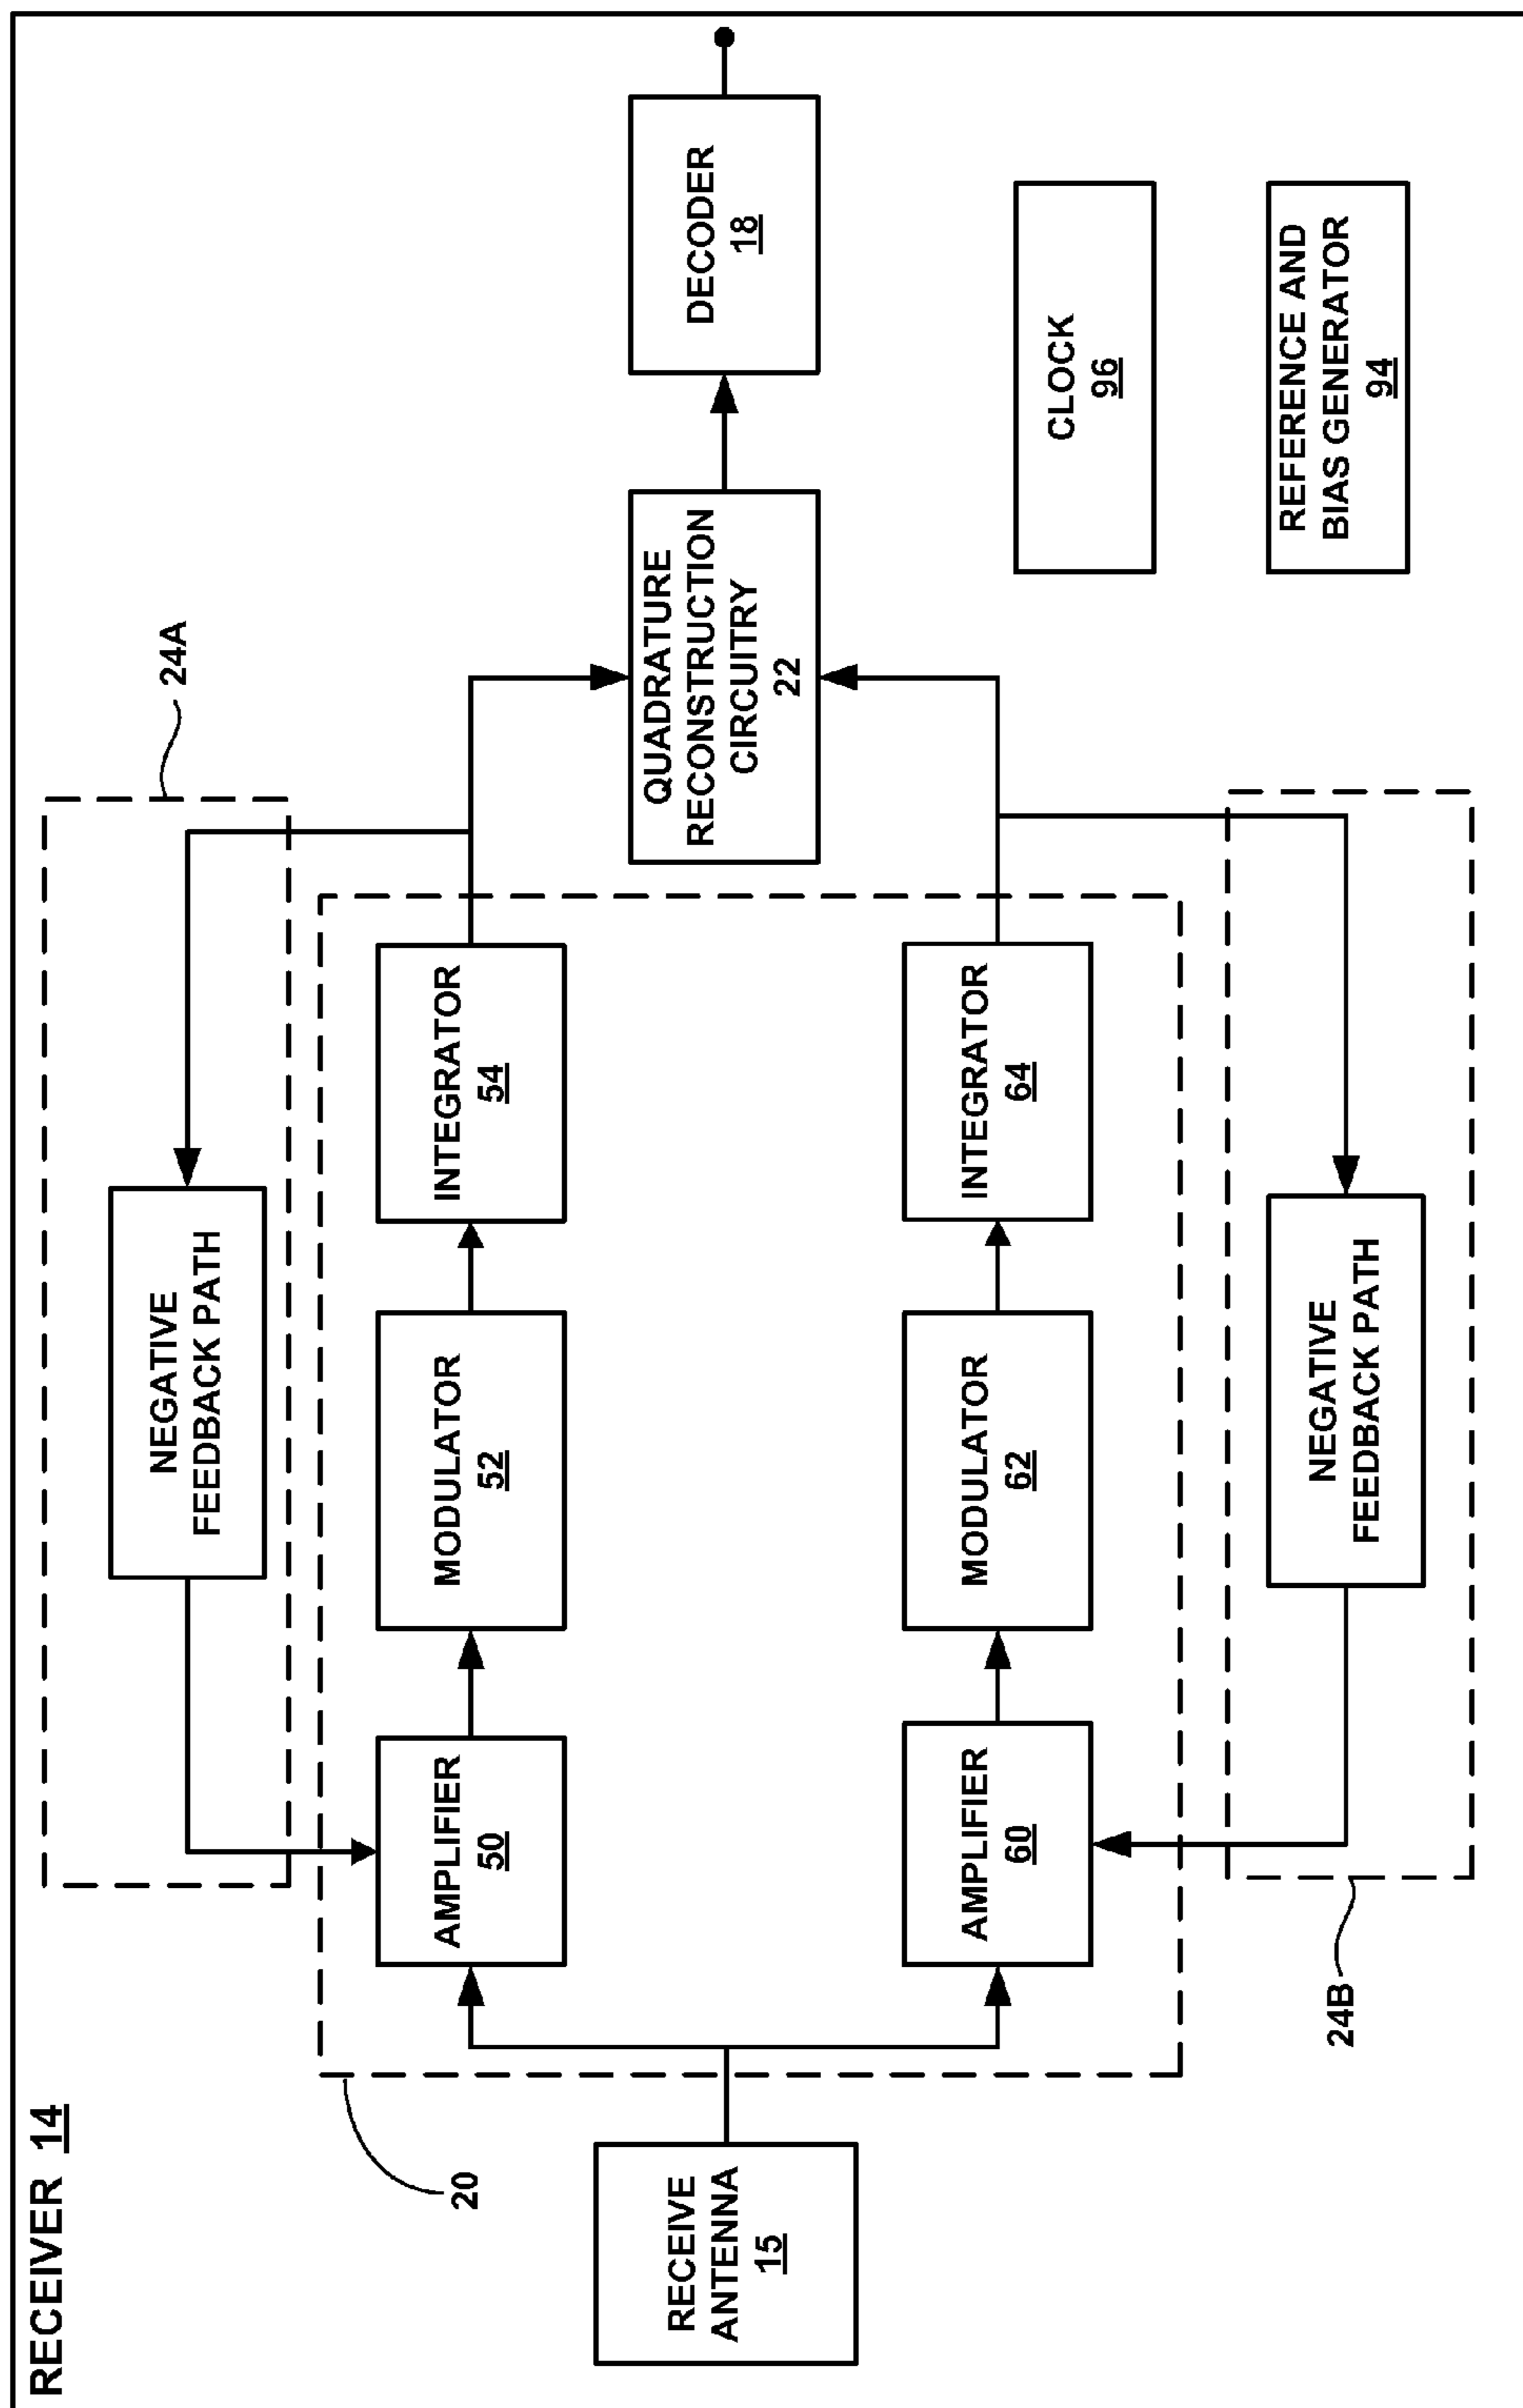 RECEIVER 14
24A
NEGATIVE
FEEDBACK PATH
20
AMPLIFIER
50
MODULATOR
52
INTEGRATOR
54
RECEIVE
ANTENNA
15
QUADRATURE
RECONSTRUCTION
CIRCUITRY
22
DECODER
18
AMPLIFIER
60
MODULATOR
62
INTEGRATOR
64
CLOCK
96
24B
NEGATIVE
FEEDBACK PATH
REFERENCE AND
BIAS GENERATOR
94